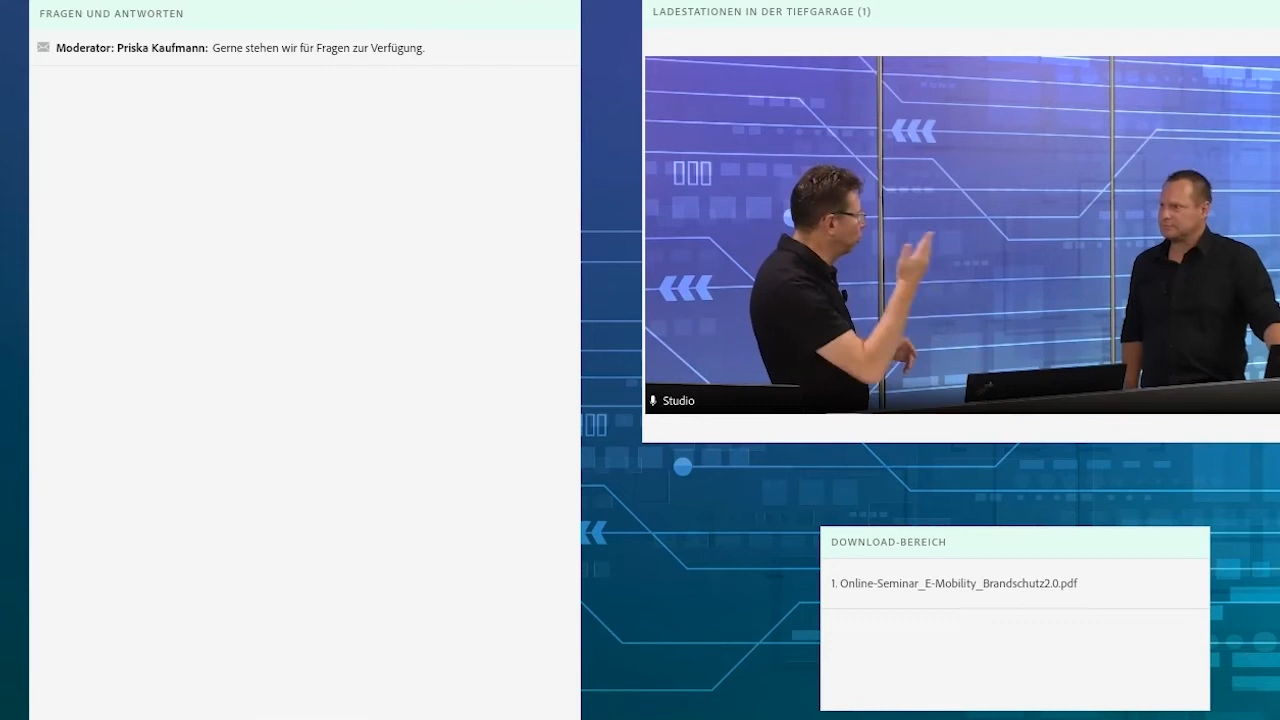 FRAGEN UND ANTWORTEN
Moderator: Priska Kaufmann: Gerne stehen wir für Fragen zur Verfügung.
LADESTATIONEN IN DER TIEFGARAGE (1)
Studio
DOWNLOAD-BEREICH
1. Online-Seminar_E-Mobility_Brandschutz2.0.pdf